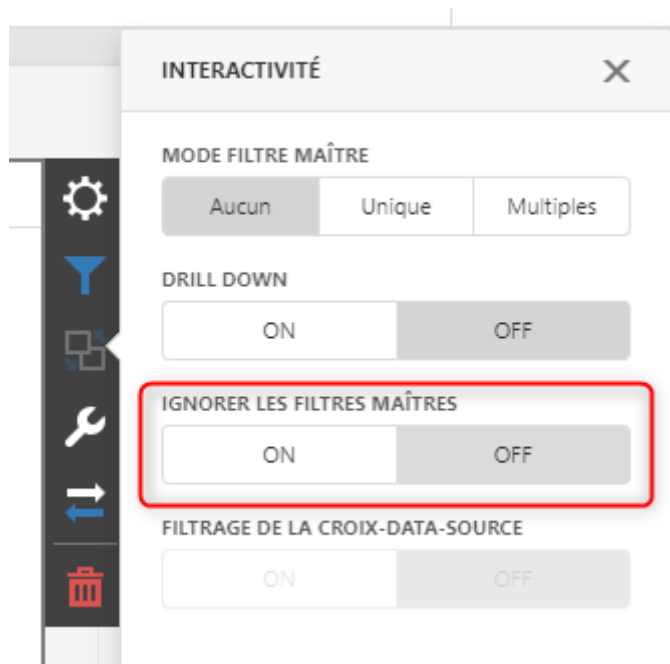 INTERACTIVITÉ
MODE FILTRE MAÎTRE
Aucun Unique Multiples
DRILL DOWN
ON OFF
IGNORER LES FILTRES MAÎTRES
ON OFF
FILTRAGE DE LA CROIX-DATA-SOURCE
ON OFF